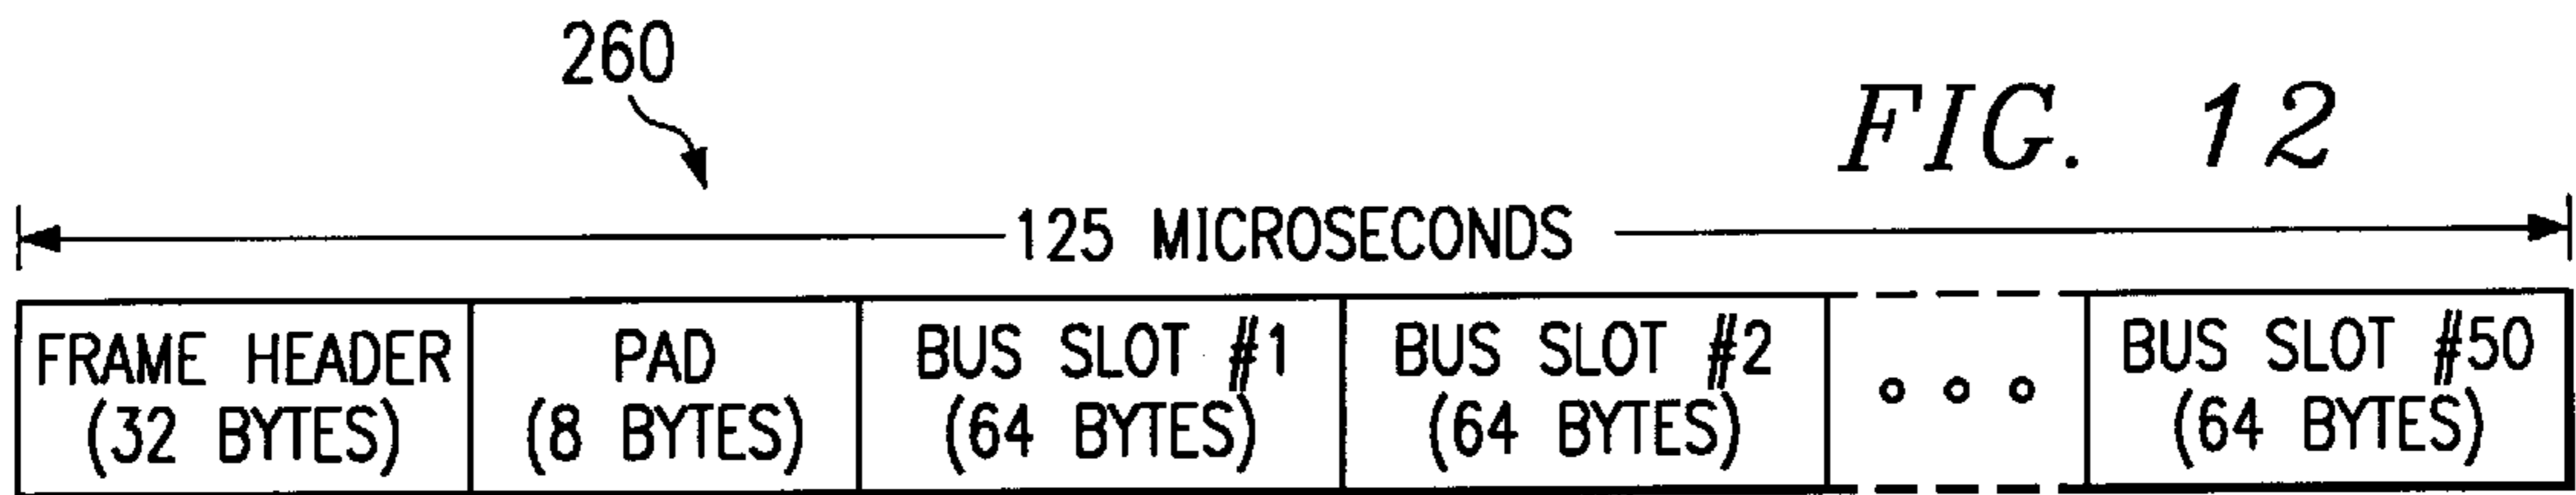 260
FIG. 12
125 MICROSECONDS
FRAME HEADER
(32 BYTES)
PAD
(8 BYTES)
BUS SLOT #1
(64 BYTES)
BUS SLOT #2
(64 BYTES)
BUS SLOT #50
(64 BYTES)